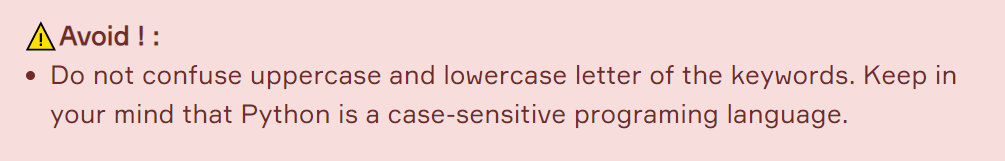 ⚠Avoid ! :
• Do not confuse uppercase and lowercase letter of the keywords. Keep in
your mind that Python is a case-sensitive programing language.